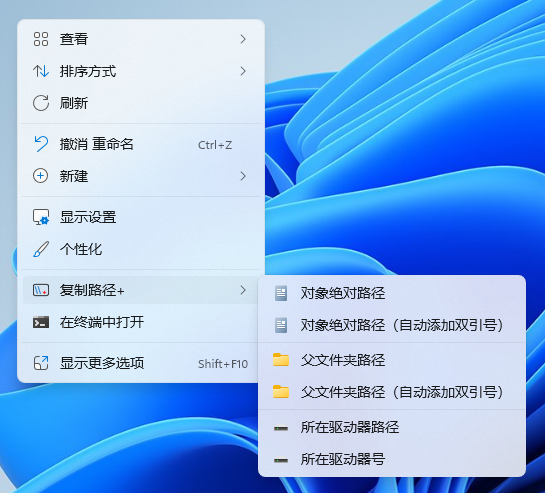 查看
排序方式
刷新
撤消 重命名 Ctrl+Z
新建
显示设置
个性化
复制路径+
在终端中打开
显示更多选项 Shift+F10
对象绝对路径
对象绝对路径（自动添加双引号）
父文件夹路径
父文件夹路径（自动添加双引号）
所在驱动器路径
所在驱动器号